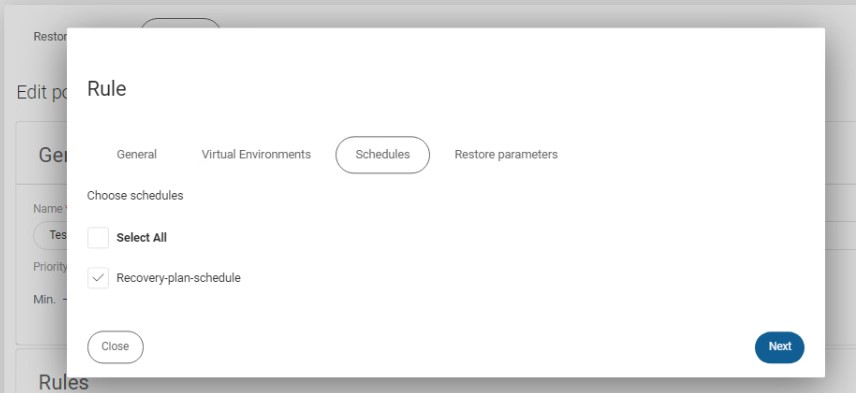 Restor
Edit po
Rule
General Virtual Environments Schedules Restore parameters
Ger
Choose schedules
Name
Tes
Select All
Priority
Recovery-plan-schedule
Min.
Close Next
Rules